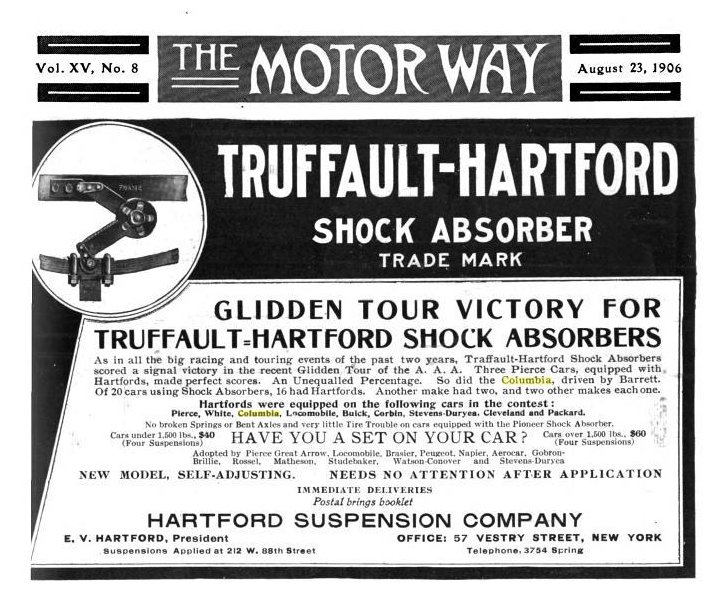 Vol. XV, No. 8
THE MOTOR WAY
August 23, 1906
FRAME
TRUFFAULT-HARTFORD
SHOCK ABSORBER
TRADE MARK
GLIDDEN TOUR VICTORY FOR
TRUFFAULT-HARTFORD SHOCK ABSORBERS
As in all the big racing and touring events of the past two years, Traffault-Hartford Shock Absorbers
scored a signal victory in the recent Glidden Tour of the A. A. A. Three Pierce Cars, equipped with
Hartfords, made perfect scores. An Unequalled Percentage. So did the Columbia, driven by Barrett.
Of 20 cars using Shock Absorbers, 16 had Hartfords. Another make had two, and two other makes each one.
Hartfords were equipped on the following cars in the contest:
Pierce, White, Columbia, Locomobile, Buick, Corbin, Stevens-Duryea, Cleveland and Packard.
No broken Springs or Bent Axles and very little Tire Trouble on cars equipped with the Pioneer Shock Absorber.
Cars under 1,500 lbs., $40
(Four Suspensions)
HAVE YOU A SET ON YOUR CAR?
Cars over 1,500 lbs., $60
(Four Suspensions)
Adopted by Pierce Great Arrow, Locomobile, Brasier, Peugeot, Napier, Aerocar, Gobron-
Brillie, Rossel, Matheson, Studebaker, Watson-Conover and Stevens-Duryea
NEW MODEL, SELF-ADJUSTING. NEEDS NO ATTENTION AFTER APPLICATION
IMMEDIATE DELIVERIES
Postal brings booklet
HARTFORD SUSPENSION COMPANY
E. V. HARTFORD, President
OFFICE: 57 VESTRY STREET, NEW YORK
Suspensions Applied at 212 W. 88th Street
Telephone, 3754 Spring